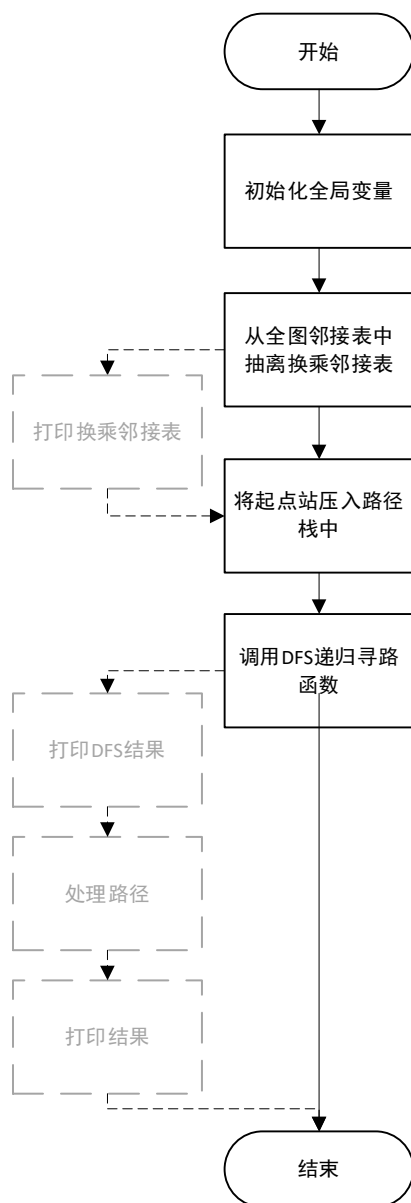 开始
初始化全局变量
从全图邻接表中
抽离换乘邻接表
打印换乘邻接表
将起点站压入路径
栈中
调用DFS递归寻路
函数
打印DFS结果
处理路径
打印结果
结束